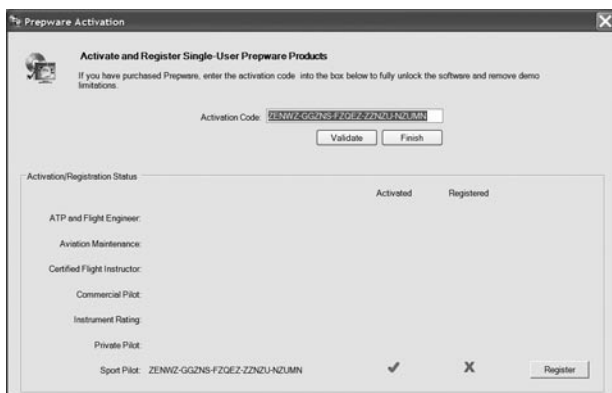 Prepware Activation
Activate and Register Single-User Prepware Products
If you have purchased Prepware, enter the activation code into the box below to fully unlock the software and remove demo
limitations.
Activation Code: ZENWZ-GGZNS-FZQEZ-ZZNZU-NZUMN
Validate Finish
Activation/Registration Status
Activated Registered
ATP and Flight Engineer:
Aviation Maintenance:
Certified Flight Instructor:
Commercial Pilot:
Instrument Rating:
Private Pilot:
Sport Pilot: ZENWZ-GGZNS-FZQEZ-ZZNZU-NZUMN Register